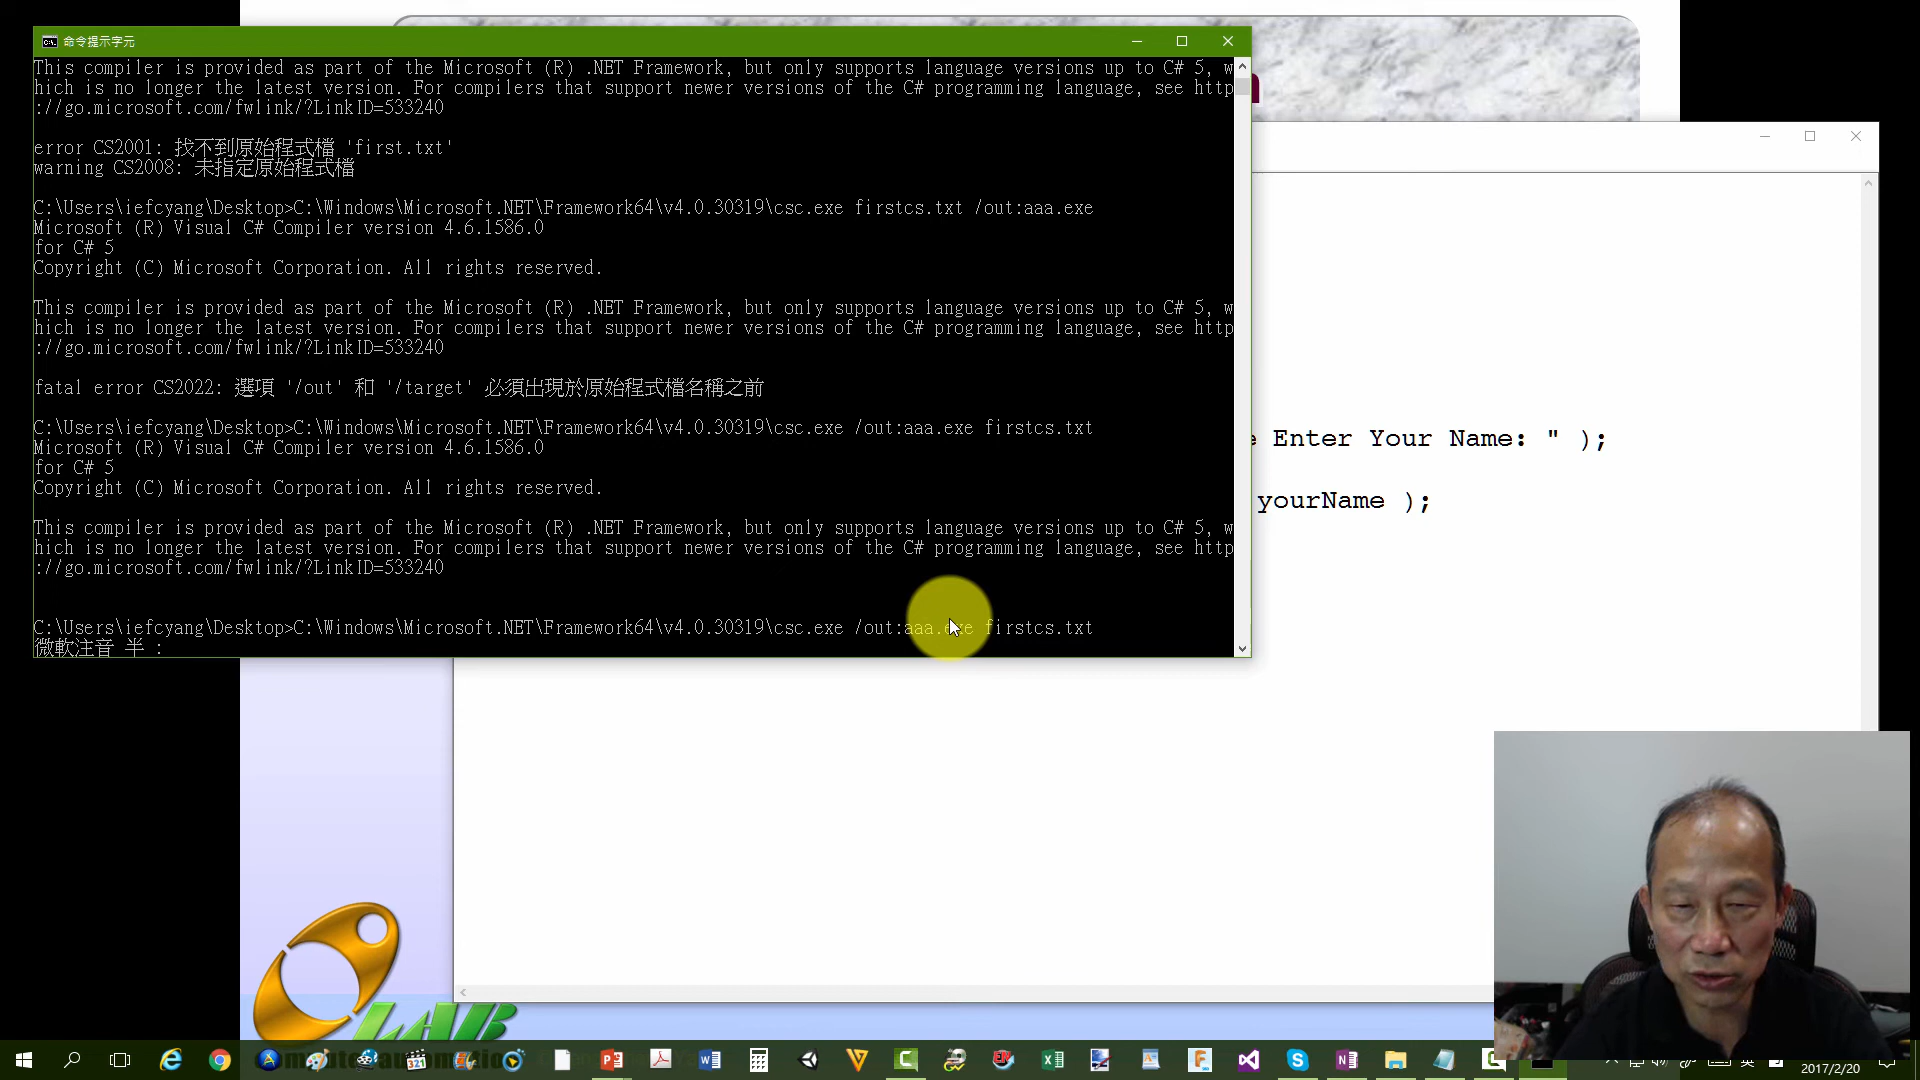 命令提示字元
This compiler is provided as part of the Microsoft (R) .NET Framework, but only supports language versions up to C# 5, w
hich is no longer the latest version. For compilers that support newer versions of the C# programming language, see http
://go.microsoft.com/fwlink/?LinkID=533240
error CS2001: 找不到原始程式檔 'first.txt'
warning CS2008: 未指定原始程式檔
C:\Users\iefcyang\Desktop>C:\Windows\Microsoft.NET\Framework64\v4.0.30319\csc.exe firstcs.txt /out:aaa.exe
Microsoft (R) Visual C# Compiler version 4.6.1586.0
for C# 5
Copyright (C) Microsoft Corporation. All rights reserved.
This compiler is provided as part of the Microsoft (R) .NET Framework, but only supports language versions up to C# 5, w
hich is no longer the latest version. For compilers that support newer versions of the C# programming language, see http
://go.microsoft.com/fwlink/?LinkID=533240
fatal error CS2022: 選項 '/out' 和 '/target' 必須出現於原始程式檔名稱之前
C:\Users\iefcyang\Desktop>C:\Windows\Microsoft.NET\Framework64\v4.0.30319\csc.exe /out:aaa.exe firstcs.txt
Microsoft (R) Visual C# Compiler version 4.6.1586.0
for C# 5
Copyright (C) Microsoft Corporation. All rights reserved.
This compiler is provided as part of the Microsoft (R) .NET Framework, but only supports language versions up to C# 5, w
hich is no longer the latest version. For compilers that support newer versions of the C# programming language, see http
://go.microsoft.com/fwlink/?LinkID=533240
C:\Users\iefcyang\Desktop>C:\Windows\Microsoft.NET\Framework64\v4.0.30319\csc.exe /out:aaa.exe firstcs.txt
微軟注音 半 :
e Enter Your Name: " );
yourName );
LAB
英
2017/2/20